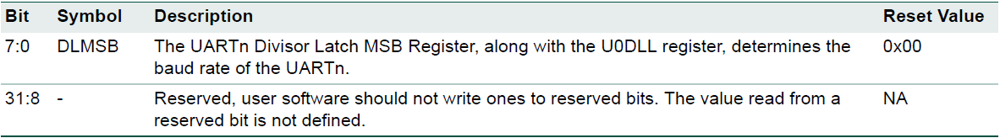 Bit Symbol Description Reset Value
7:0 DLMSB The UARTn Divisor Latch MSB Register, along with the U0DLL register, determines the 0x00
baud rate of the UARTn.
31:8 - Reserved, user software should not write ones to reserved bits. The value read from a NA
reserved bit is not defined.